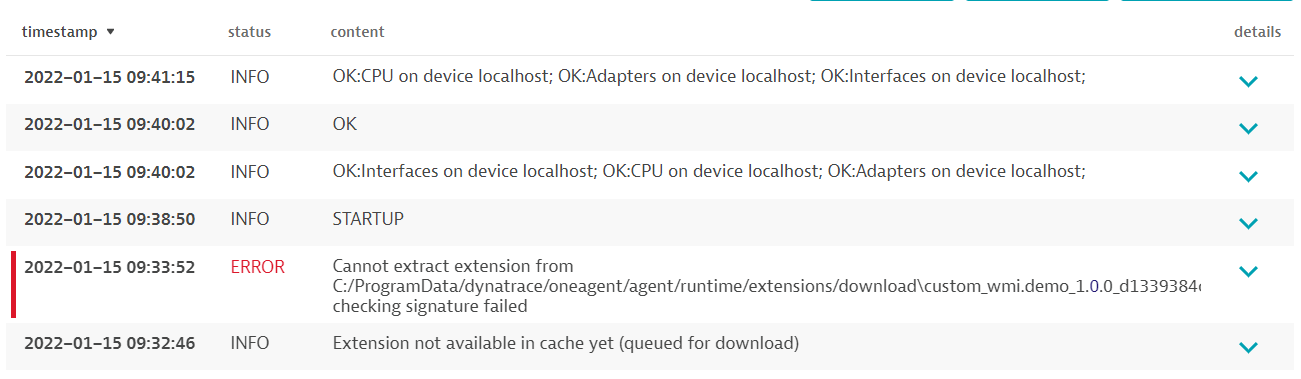 timestamp ▼ status content details
2022-01-15 09:41:15 INFO OK:CPU on device localhost; OK:Adapters on device localhost; OK:Interfaces on device localhost;
2022-01-15 09:40:02 INFO OK
2022-01-15 09:40:02 INFO OK:Interfaces on device localhost; OK:CPU on device localhost; OK:Adapters on device localhost;
2022-01-15 09:38:50 INFO STARTUP
2022-01-15 09:33:52 ERROR Cannot extract extension from
C:/ProgramData/dynatrace/oneagent/agent/runtime/extensions/download\custom_wmi.demo_1.0.0_d1339384
checking signature failed
2022-01-15 09:32:46 INFO Extension not available in cache yet (queued for download)